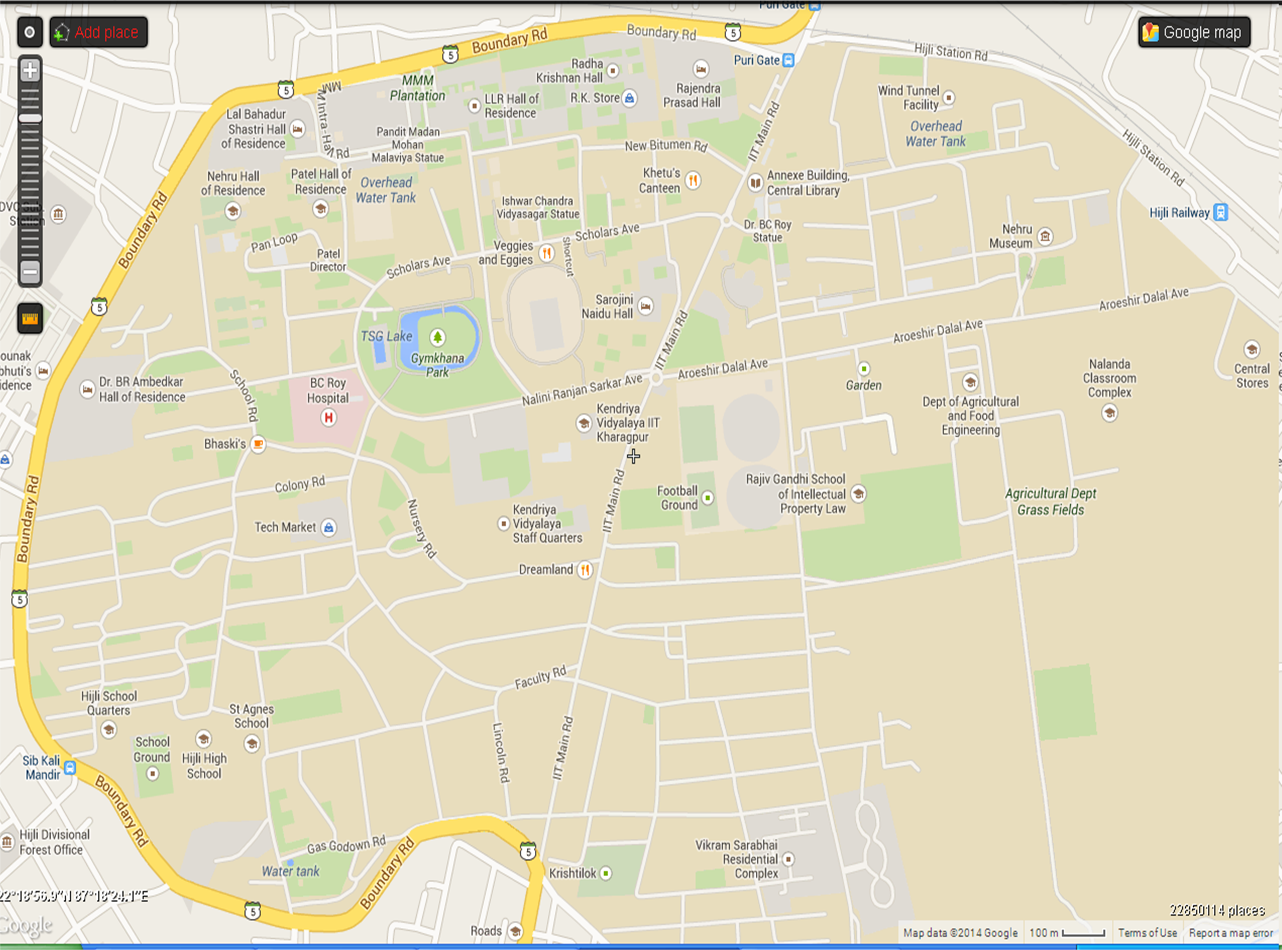 Puri Gate
Add place
Google map
5
Boundary Rd
5
Boundary Rd
5
Hijli Station Rd
Puri Gate
Radha
Krishnan Hall
MMM
Plantation
Rajendra
Prasad Hall
R.K. Store
LLR Hall of
Residence
Wind Tunnel
Facility
Overhead
Water Tank
Lal Bahadur
Shastri Hall
of Residence
Pandit Madan
Mohan
Malaviya Statue
IIT Main Rd
Hijli Station Rd
New Bitumen Rd
Nehru Hall
of Residence
Patel Hall of
Residence
Overhead
Water Tank
Khetu's
Canteen
Annexe Building,
Central Library
Ishwar Chandra
Vidyasagar Statue
Hijli Railway
Boundary Rd
Pan Loop
Patel
Director
Scholars Ave
Scholars Ave
Veggies
and Eggies
Shortcut
Dr. BC Roy
Statue
Nehru
Museum
5
Sarojini
Naidu Hall
Aroeshir Dalal Ave
IIT Main Rd
TSG Lake
Gymkhana
Park
Aroeshir Dalal Ave
Dr. BR Ambedkar
Hall of Residence
School Rd
BC Roy
Hospital
H
Nalini Ranjan Sarkar Ave
Aroeshir Dalal Ave
Garden
Nalanda
Classroom
Complex
Central
Stores
Dept of Agricultural
and Food
Engineering
Kendriya
Vidyalaya IIT
Kharagpur
Bhaski's
Boundary Rd
Colony Rd
Nursery Rd
IIT Main Rd
Football
Ground
Rajiv Gandhi School
of Intellectual
Property Law
Agricultural Dept
Grass Fields
Tech Market
Kendriya
Vidyalaya
Staff Quarters
Dreamland
5
Faculty Rd
Hijli School
Quarters
St Agnes
School
School
Ground
Hijli High
School
Lincoln Rd
IIT Main Rd
Sib Kali
Mandir
Boundary Rd
Hijli Divisional
Forest Office
Gas Godown Rd
Water tank
Boundary Rd
5
Krishtilok
Vikram Sarabhai
Residential
Complex
22°18'56.9"N 87°18'24.1"E
5
Google
Roads
22850114 places
Map data ©2014 Google
100 m
Terms of Use
Report a map error